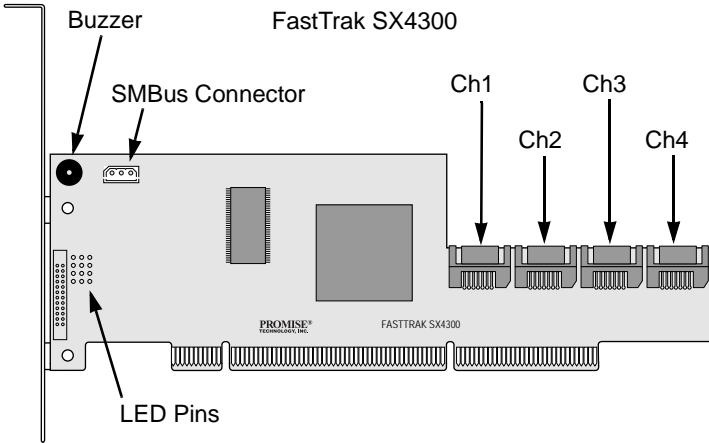 Buzzer
FastTrak SX4300
SMBus Connector
Ch1
Ch3
Ch2
Ch4
PROMISE®
TECHNOLOGY, INC.
FASTTRAK SX4300
LED Pins